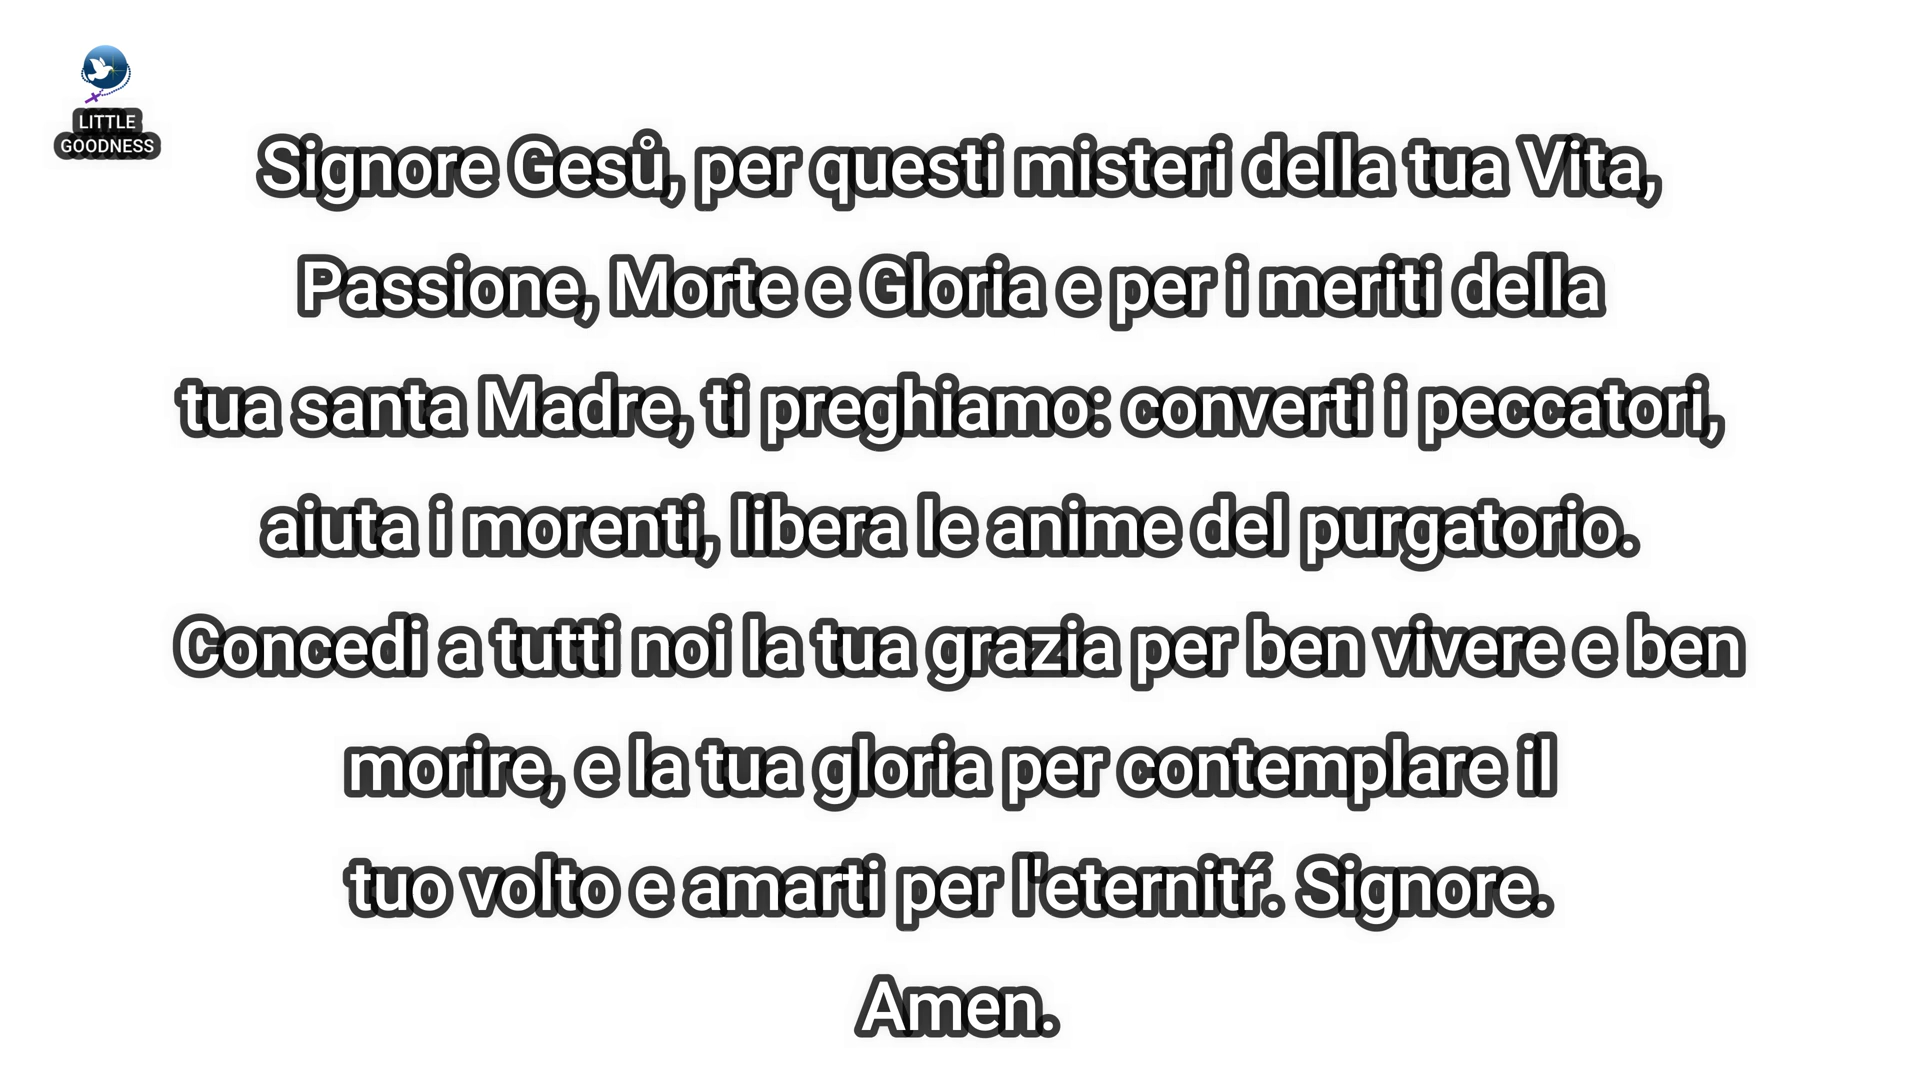 LITTLE
GOODNESS
Signore Gesů, per questi misteri della tua Vita,
Passione, Morte e Gloria e per i meriti della
tua santa Madre, ti preghiamo: converti i peccatori,
aiuta i morenti, libera le anime del purgatorio.
Concedi a tutti noi la tua grazia per ben vivere e ben
morire, e la tua gloria per contemplare il
tuo volto e amarti per l'eternitŕ. Signore.
Amen.